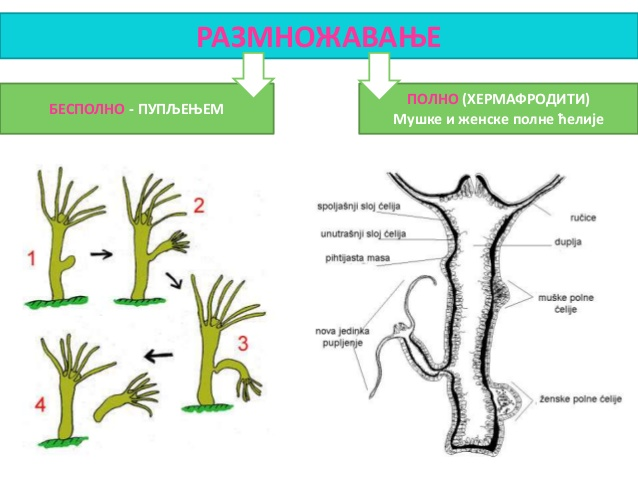 РАЗМНОЖАВАЊЕ
БЕСПОЛНО - ПУПЉЕЊЕМ
ПОЛНО (ХЕРМАФРОДИТИ)
Мушке и женске полне ћелије
1
2
3
4
spoljašnji sloj ćelija
unutrašnji sloj ćelija
pihtijasta masa
nova jedinka
pupljenje
ručice
duplja
muške polne
ćelije
ženske polne ćelije